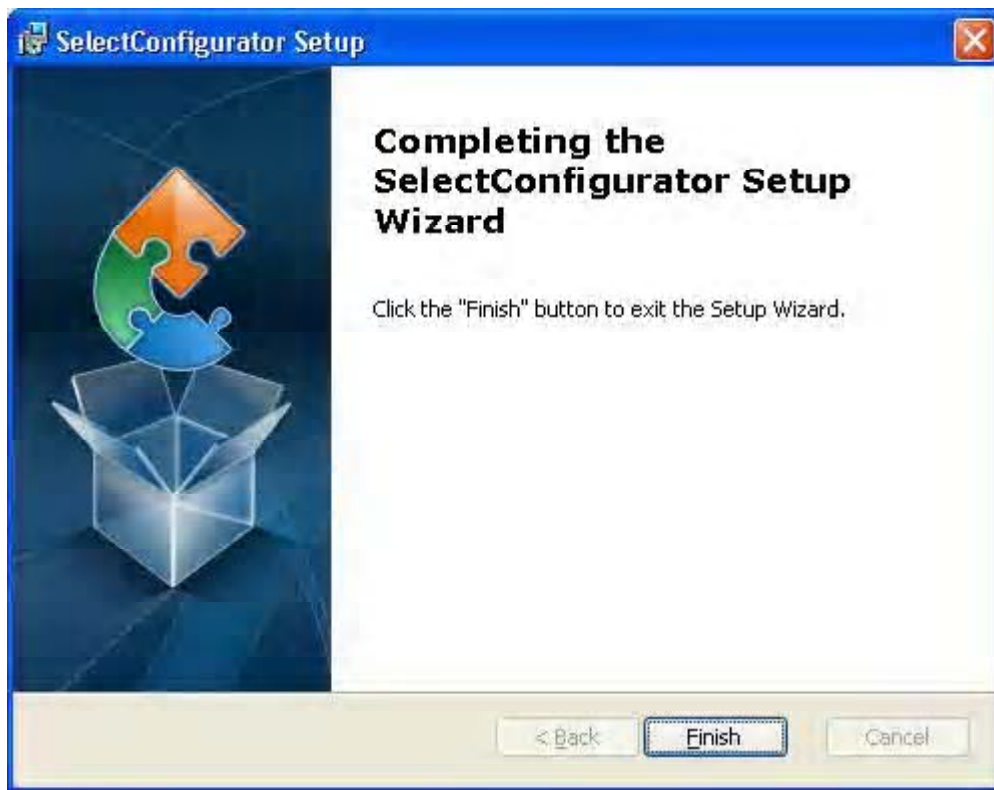 SelectConfigurator Setup
Completing the
SelectConfigurator Setup
Wizard
Click the "Finish" button to exit the Setup Wizard.
< Back
Finish
Cancel